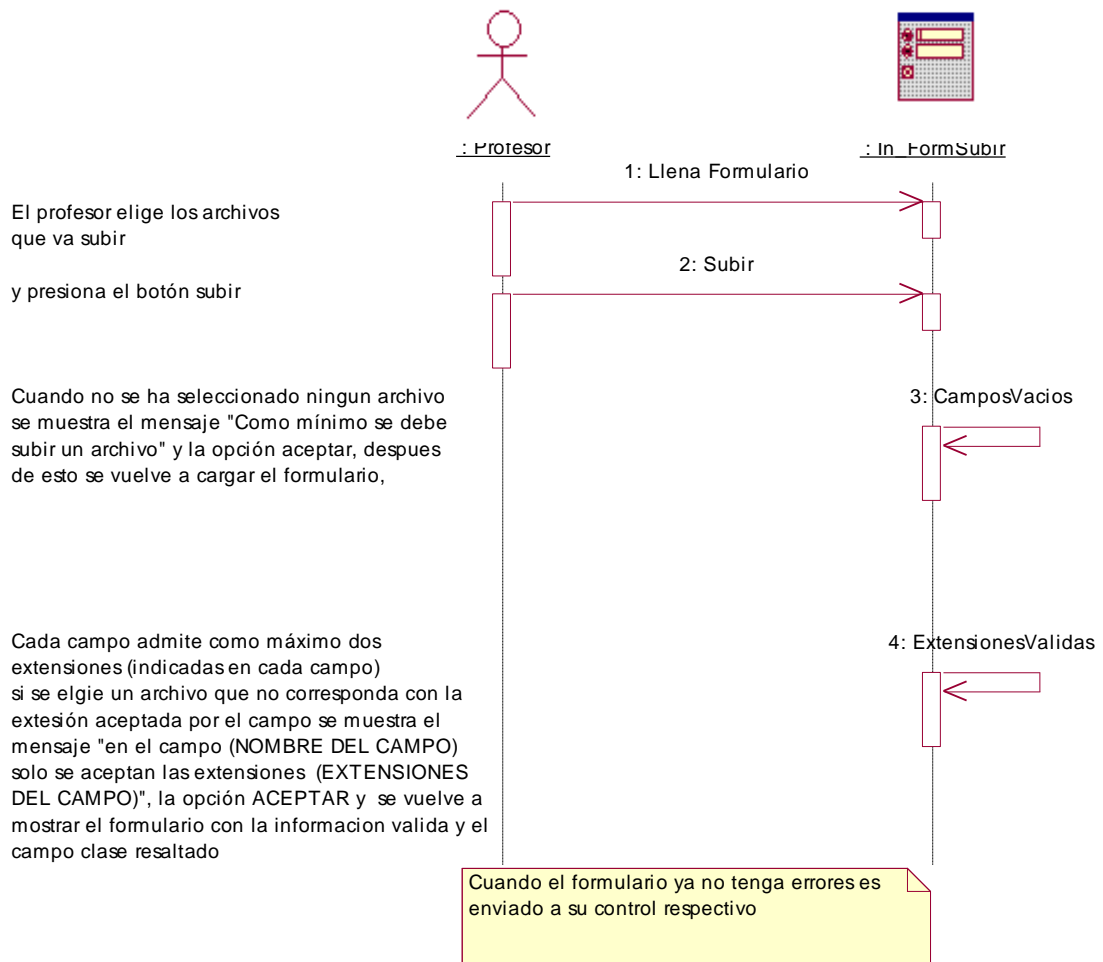 : Profesor
: In_FormSubir
1: Llena Formulario
El profesor elige los archivos
que va subir
2: Subir
y presiona el botón subir
Cuando no se ha seleccionado ningun archivo
se muestra el mensaje "Como mínimo se debe
subir un archivo" y la opción aceptar, despues
de esto se vuelve a cargar el formulario,
3: CamposVacios
Cada campo admite como máximo dos
extensiones (indicadas en cada campo)
si se elgie un archivo que no corresponda con la
extesión aceptada por el campo se muestra el
mensaje "en el campo (NOMBRE DEL CAMPO)
solo se aceptan las extensiones (EXTENSIONES
DEL CAMPO)", la opción ACEPTAR y se vuelve a
mostrar el formulario con la informacion valida y el
campo clase resaltado
4: ExtensionesValidas
Cuando el formulario ya no tenga errores es
enviado a su control respectivo